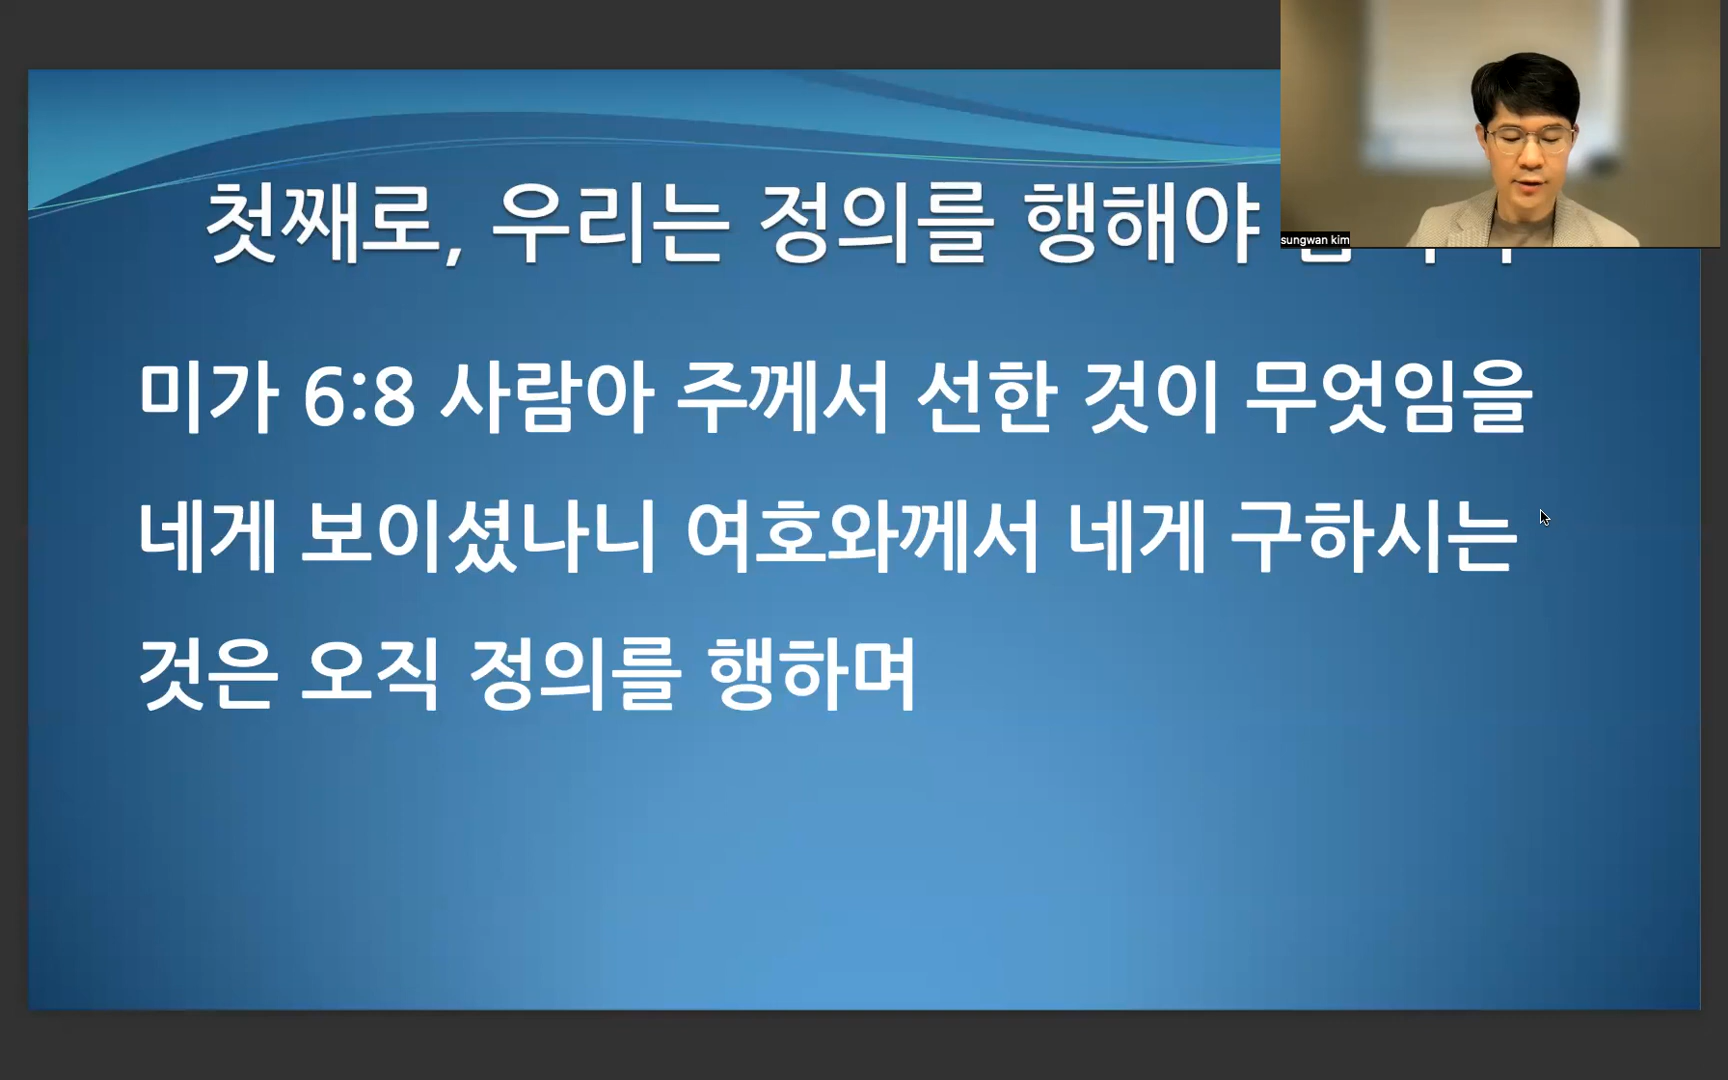 첫째로, 우리는 정의를 행해야
sungwan kim
미가 6:8 사람아 주께서 선한 것이 무엇임을
네게 보이셨나니 여호와께서 네게 구하시는
것은 오직 정의를 행하며